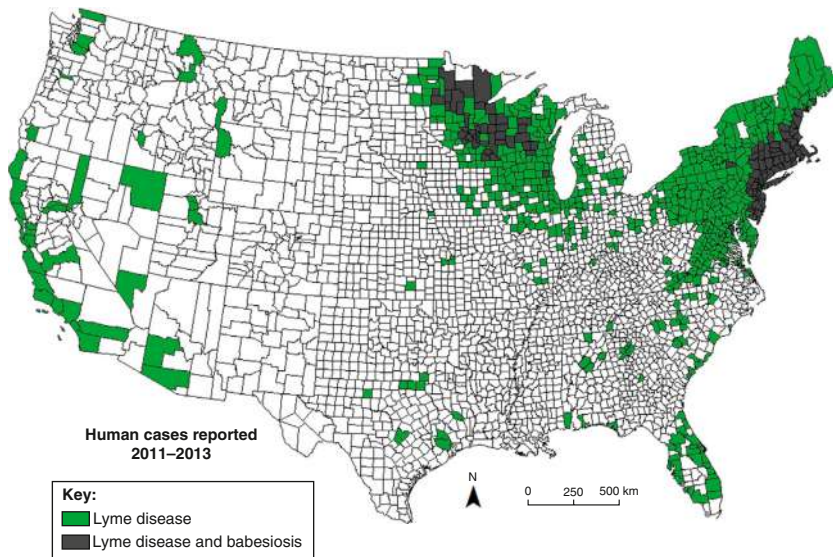 Human cases reported
2011–2013
Key:
Lyme disease
Lyme disease and babesiosis
N
0 250 500 km